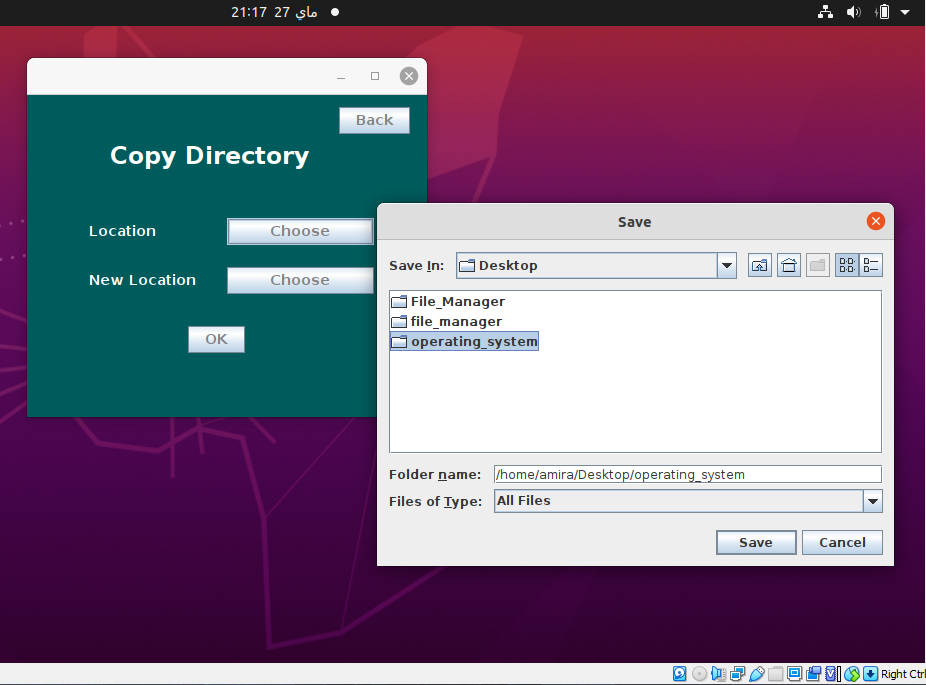 21:17 27 ماي
Back
Copy Directory
Location Choose
New Location Choose
OK
Save
Save In: Desktop
File_Manager
file_manager
operating_system
Folder name: /home/amira/Desktop/operating_system
Files of Type: All Files
Save Cancel
Right Ctrl